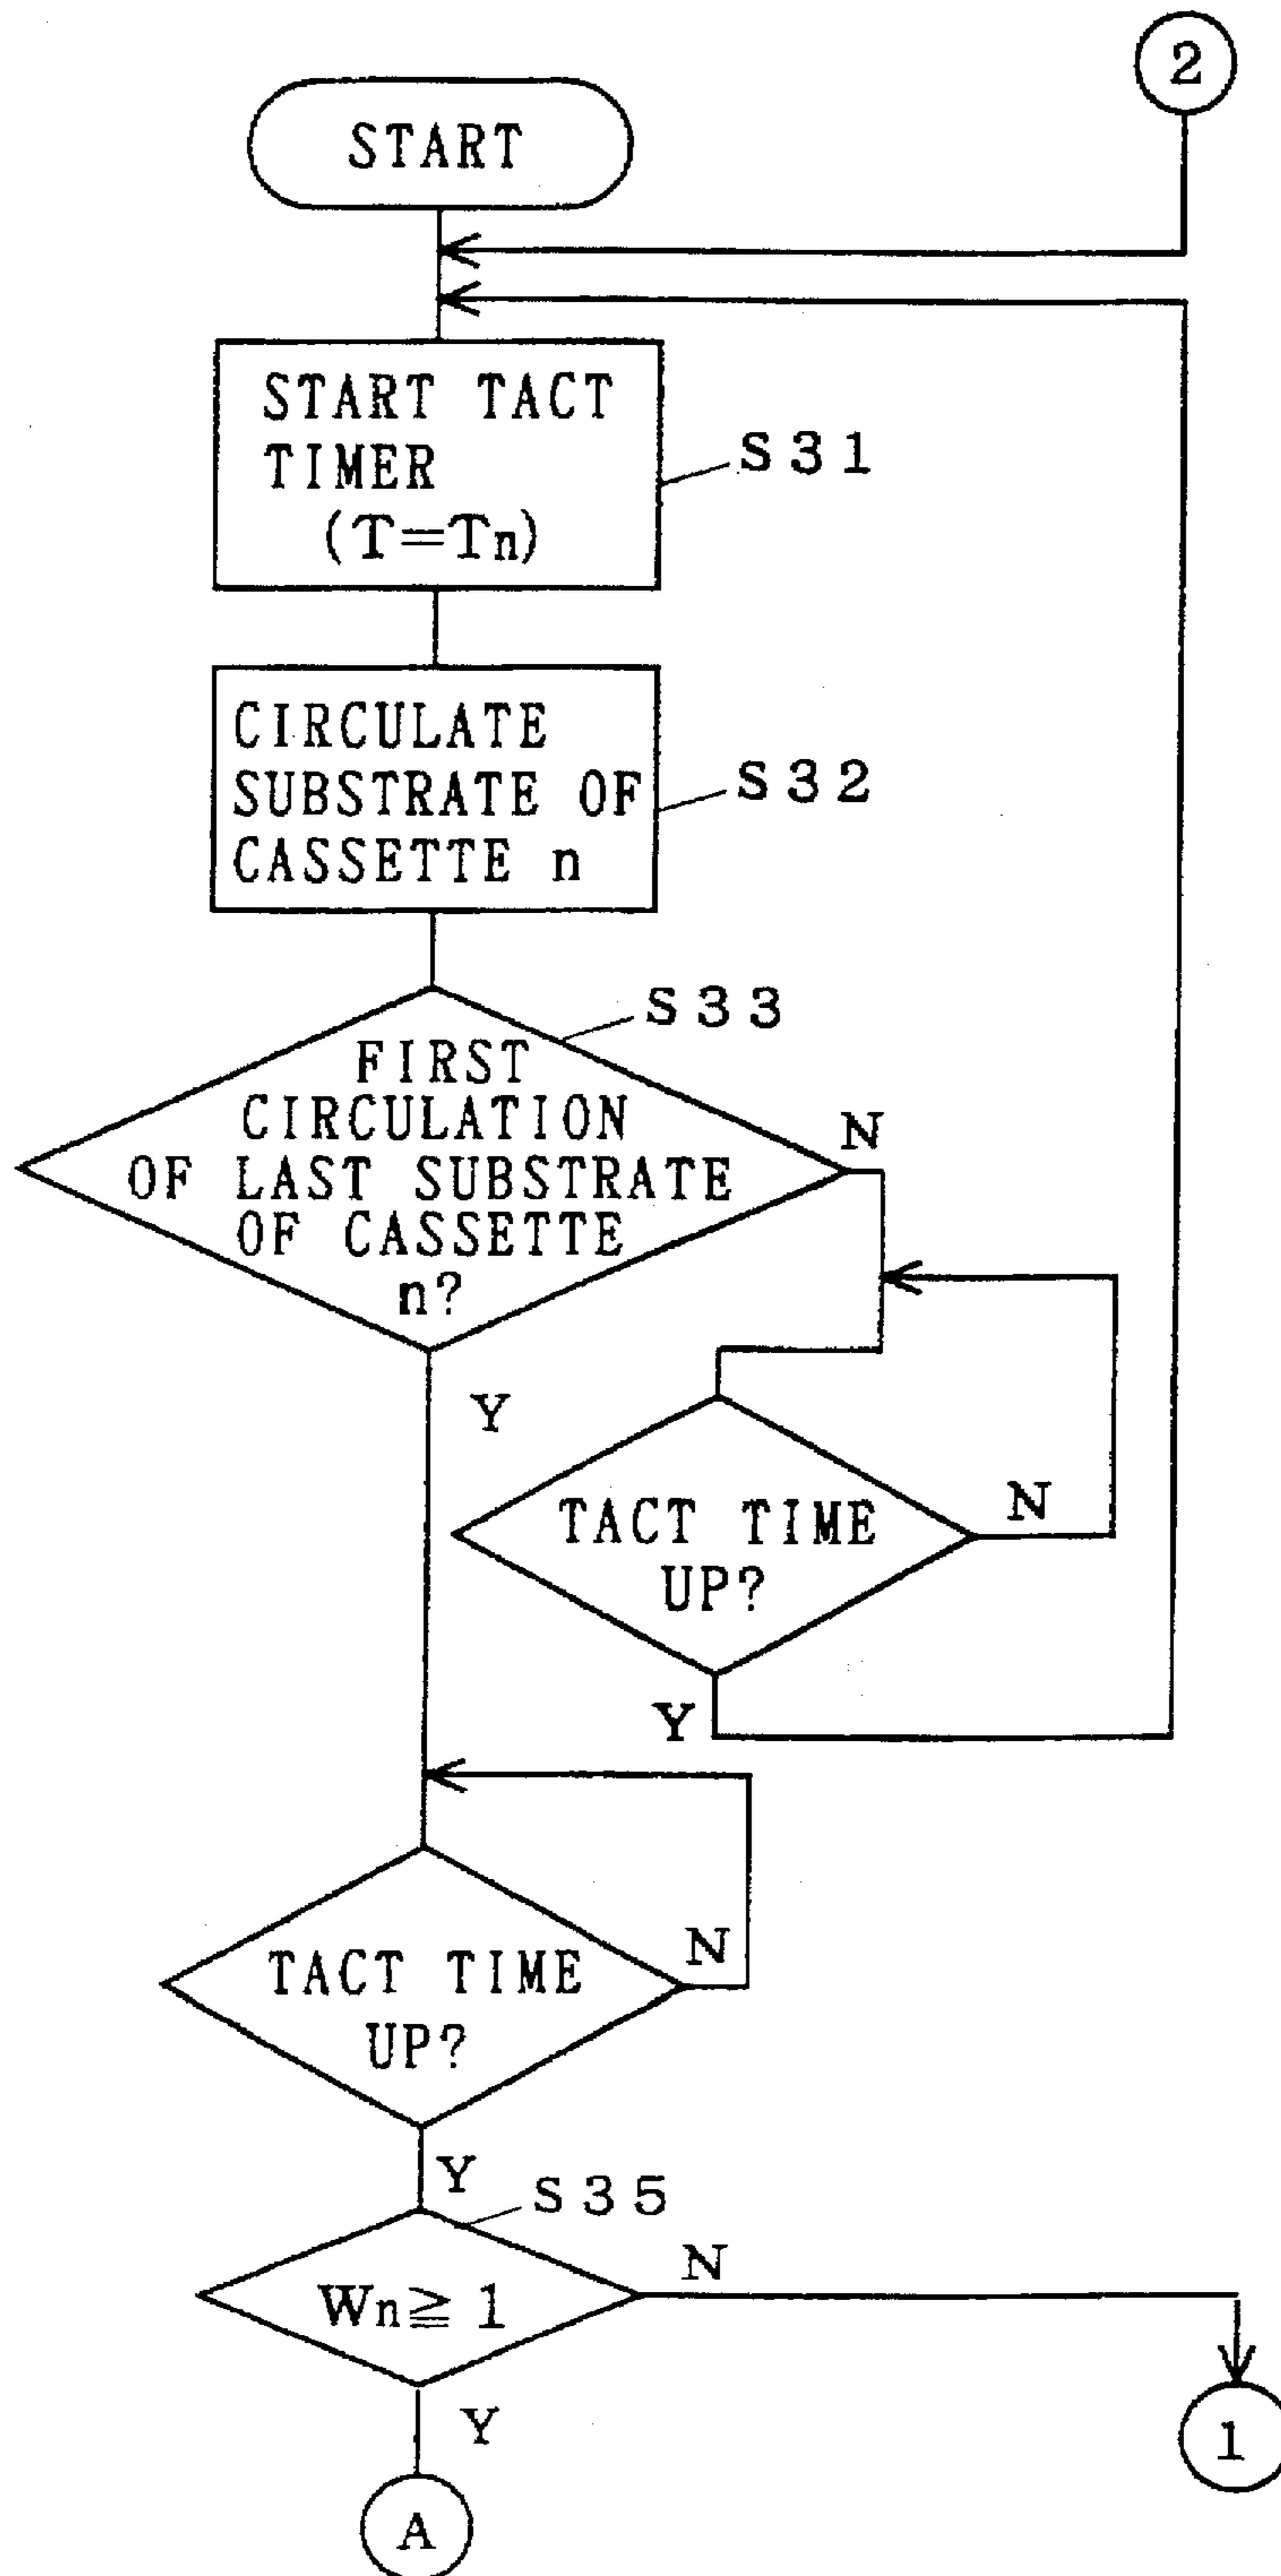 2
START
START TACT
TIMER
(T=Tn)
S31
CIRCULATE
SUBSTRATE OF
CASSETTE n
S32
S33
FIRST
CIRCULATION
OF LAST SUBSTRATE
OF CASSETTE
n?
N
Y
TACT TIME
UP?
N
Y
TACT TIME
UP?
N
Y
S35
Wn≧1
N
Y
1
A